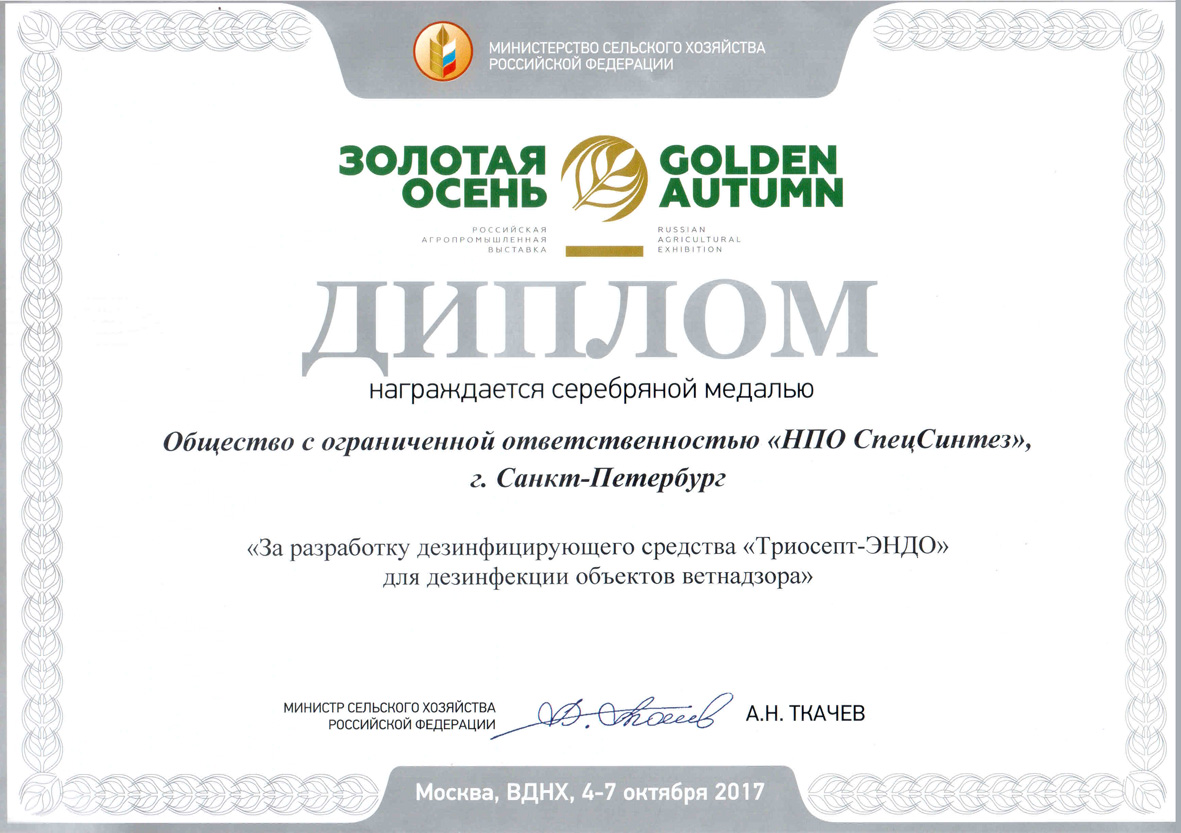 МИНИСТЕРСТВО СЕЛЬСКОГО ХОЗЯЙСТВА
РОССИЙСКОЙ ФЕДЕРАЦИИ
ЗОЛОТАЯ
ОСЕНЬ
GOLDEN
AUTUMN
РОССИЙСКАЯ
АГРОПРОМЫШЛЕННАЯ
ВЫСТАВКА
RUSSIAN
AGRICULTURAL
EXHIBITION
ДИПЛОМ
награждается серебряной медалью
Общество с ограниченной ответственностью «НПО СпецСинтез»,
г. Санкт-Петербург
«За разработку дезинфицирующего средства «Триосепт-ЭНДО»
для дезинфекции объектов ветнадзора»
МИНИСТР СЕЛЬСКОГО ХОЗЯЙСТВА
РОССИЙСКОЙ ФЕДЕРАЦИИ
А.Н. ТКАЧЕВ
Москва, ВДНХ, 4-7 октября 2017